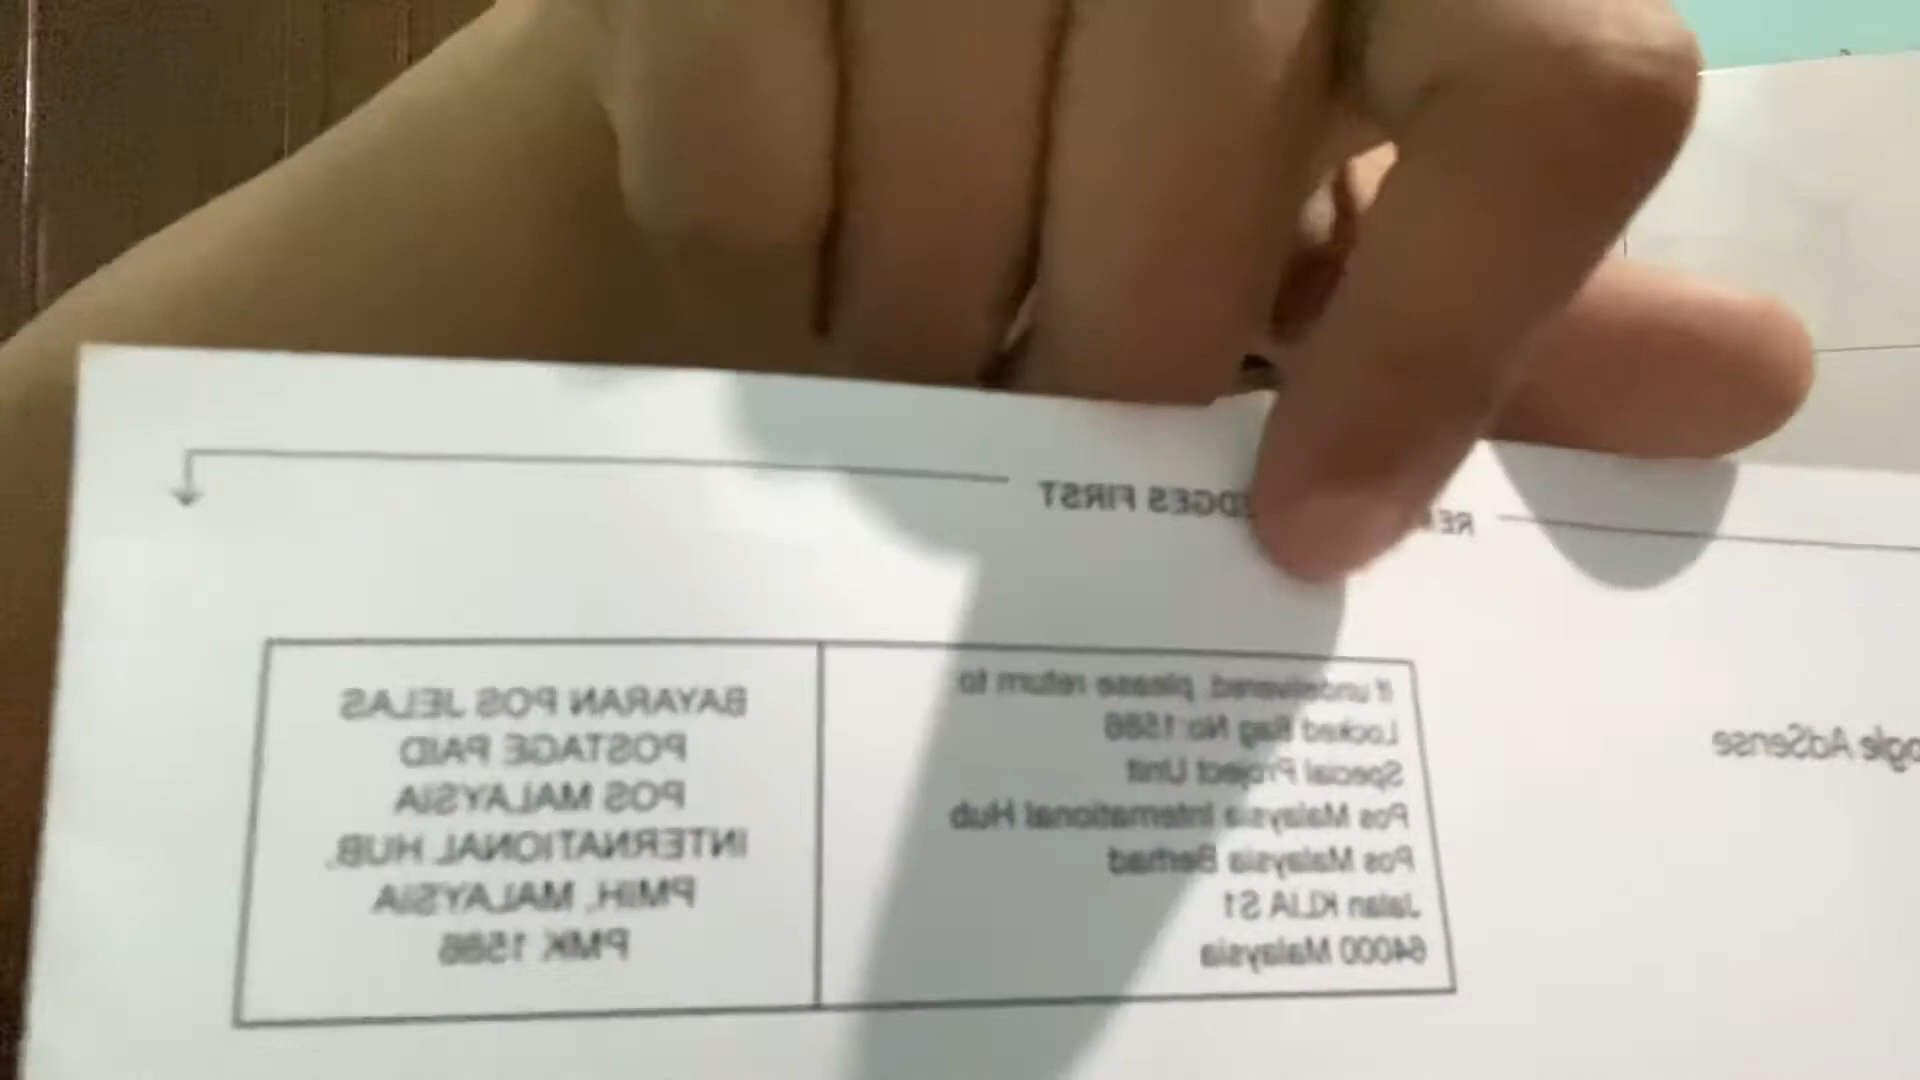 EDGES FIRST
BAYARAN POS JELAS
POSTAGE PAID
POS MALAYSIA
INTERNATIONAL HUB.
PMIH, MALAYSIA
PMK 1586
If undelivered, please return to
Locked Bag No:1586
Special Project Unit
Pos Malaysia International Hub
Pos Malaysia Berhad
Jalan KLIA S1
64000 Malaysia
ogle AdSense